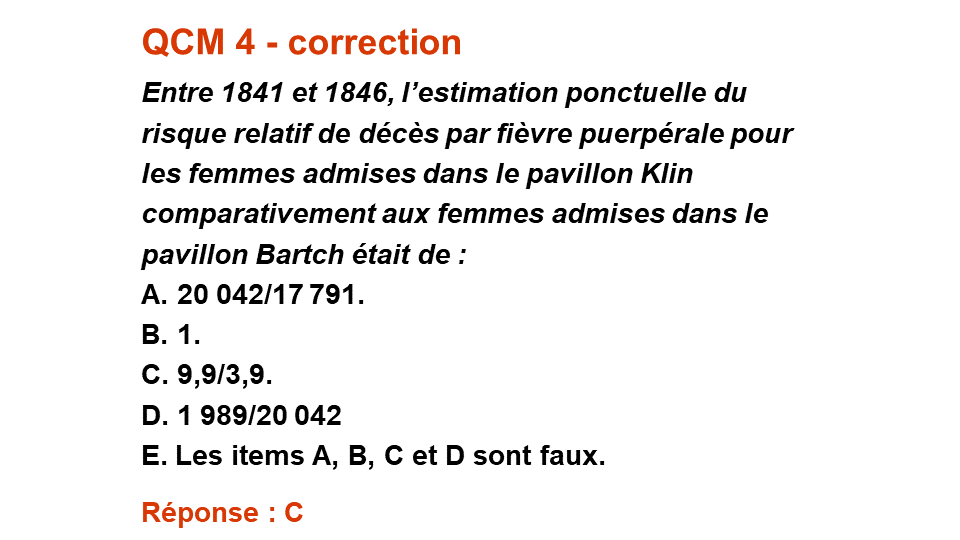 QCM 4 - correction
Entre 1841 et 1846, l’estimation ponctuelle du
risque relatif de décès par fièvre puerpérale pour
les femmes admises dans le pavillon Klin
comparativement aux femmes admises dans le
pavillon Bartch était de :
A. 20 042/17 791.
B. 1.
C. 9,9/3,9.
D. 1 989/20 042
E. Les items A, B, C et D sont faux.
Réponse : C